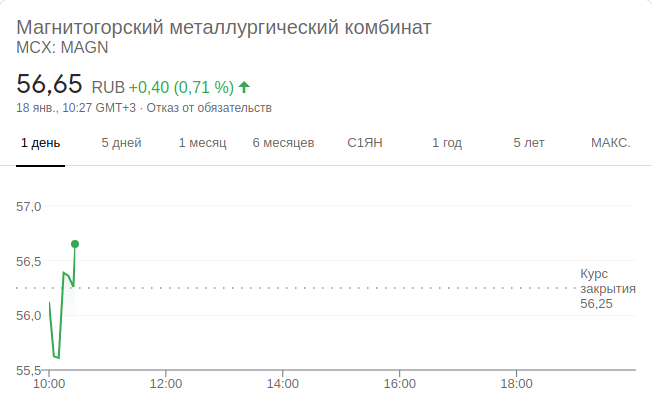 Магнитогорский металлургический комбинат
MCX: MAGN
56,65 RUB +0,40 (0,71 %)
18 янв., 10:27 GMT+3 · Отказ от обязательств
1 день 5 дней 1 месяц 6 месяцев С1ЯН 1 год 5 лет МАКС.
57,0
56,5
Курс
закрытия
56,25
56,0
55,5
10:00 12:00 14:00 16:00 18:00